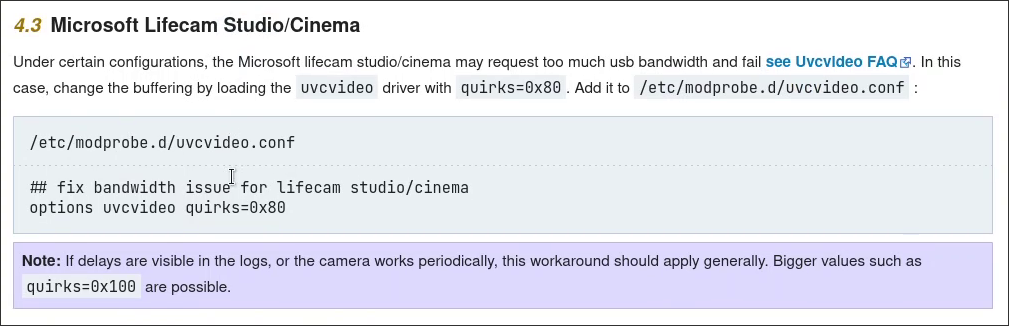 4.3 Microsoft Lifecam Studio/Cinema
Under certain configurations, the Microsoft lifecam studio/cinema may request too much usb bandwidth and fail see Uvcvideo FAQ. In this
case, change the buffering by loading the uvcvideo driver with quirks=0x80. Add it to /etc/modprobe.d/uvcvideo.conf :
/etc/modprobe.d/uvcvideo.conf
## fix bandwidth issue for lifecam studio/cinema
options uvcvideo quirks=0x80
Note: If delays are visible in the logs, or the camera works periodically, this workaround should apply generally. Bigger values such as
quirks=0x100 are possible.